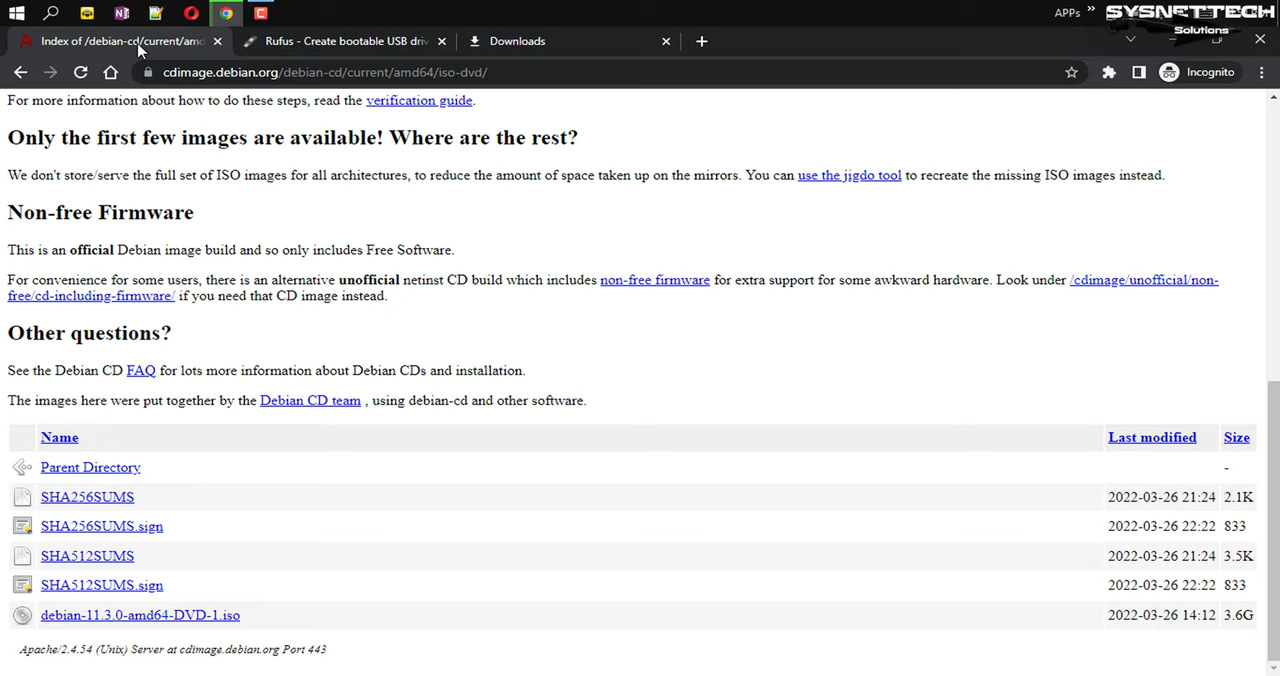 APPs » SYSNETTECH
Solutions
Index of /debian-cd/current/amd
Rufus - Create bootable USB driv
Downloads
cdimage.debian.org/debian-cd/current/amd64/iso-dvd/
Incognito
For more information about how to do these steps, read the verification guide.
Only the first few images are available! Where are the rest?
We don't store/serve the full set of ISO images for all architectures, to reduce the amount of space taken up on the mirrors. You can use the jigdo tool to recreate the missing ISO images instead.
Non-free Firmware
This is an official Debian image build and so only includes Free Software.
For convenience for some users, there is an alternative unofficial netinst CD build which includes non-free firmware for extra support for some awkward hardware. Look under /cdimage/unofficial/non-
free/cd-including-firmware/ if you need that CD image instead.
Other questions?
See the Debian CD FAQ for lots more information about Debian CDs and installation.
The images here were put together by the Debian CD team , using debian-cd and other software.
Name Last modified Size
Parent Directory -
SHA256SUMS 2022-03-26 21:24 2.1K
SHA256SUMS.sign 2022-03-26 22:22 833
SHA512SUMS 2022-03-26 21:24 3.5K
SHA512SUMS.sign 2022-03-26 22:22 833
debian-11.3.0-amd64-DVD-1.iso 2022-03-26 14:12 3.6G
Apache/2.4.54 (Unix) Server at cdimage.debian.org Port 443